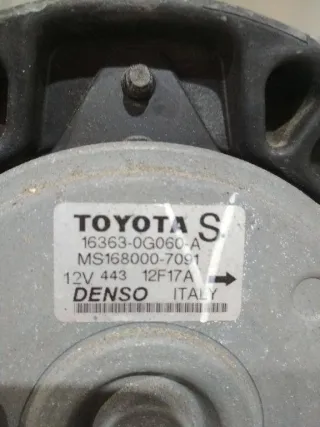 TOYOTA S
16363-0G060-A
MS168000-7091
12V 443 12F17A
DENSO ITALY